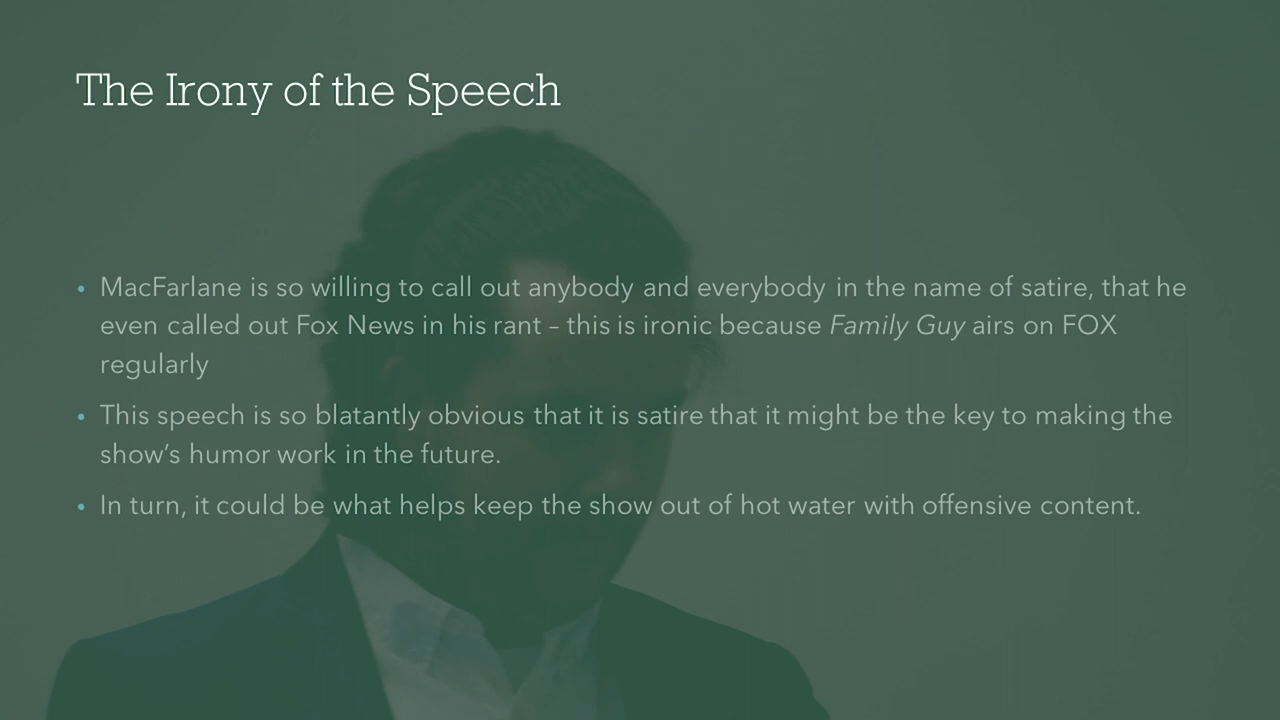 The Irony of the Speech
• MacFarlane is so willing to call out anybody and everybody in the name of satire, that he
even called out Fox News in his rant – this is ironic because Family Guy airs on FOX
regularly
• This speech is so blatantly obvious that it is satire that it might be the key to making the
show’s humor work in the future.
• In turn, it could be what helps keep the show out of hot water with offensive content.